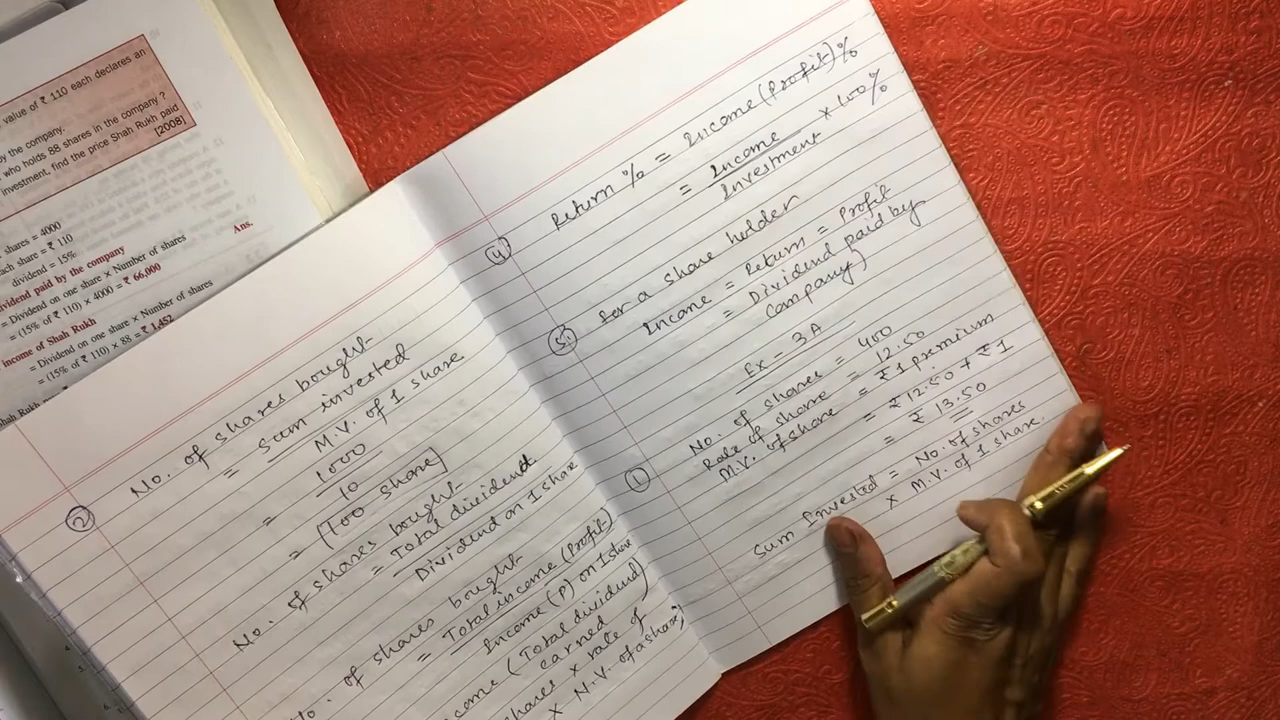 value of ₹ 110 each declares an
by the company.
who holds 88 shares in the company ?
investment, find the price Shah Rukh paid
[2008]
shares = 4000
each share = ₹ 110
dividend = 15%
dividend paid by the company
= Dividend on one share × Number of shares
= (15% of ₹ 110) × 4000 = ₹ 66,000
Ans.
income of Shah Rukh
= Dividend on one share × Number of shares
= (15% of ₹ 110) × 88 = ₹ 1,452
Shah Rukh
② No. of shares bought
= Sum invested
M.V. of 1 share
= 1000
10
= [100 share]
No. of shares bought
= Total dividend
Dividend on 1 share
No. of shares bought
= Total income (Profit)
Income (P) on 1 share
(Total dividend)
earned
shares × rate of
× N.V. of a share
④ Return % = Income (Profit) %
= Income × 100%
Investment
⑤ For a share holder
Income = Return = Profit
= Dividend paid by
Company)
Ex - 3A
① No. of shares = 400
Rate of share = 12.50
M.V. of share = ₹ 1 premium
= ₹ 12.50 + ₹ 1
= ₹ 13.50
Sum Invested = No. of shares
× M.V. of 1 share.